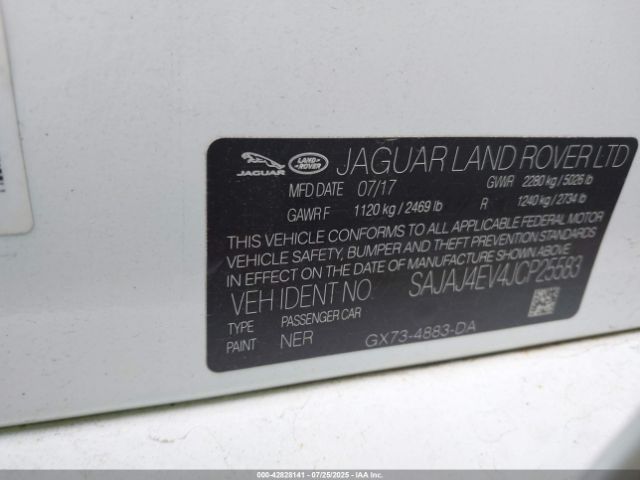 JAGUAR
LAND
ROVER
JAGUAR LAND ROVER LTD
MFD DATE 07/17 GVWR 2280 kg / 5026 lb
GAWR F 1120 kg / 2469 lb R 1240 kg / 2734 lb
THIS VEHICLE CONFORMS TO ALL APPLICABLE FEDERAL MOTOR
VEHICLE SAFETY, BUMPER AND THEFT PREVENTION STANDARDS
IN EFFECT ON THE DATE OF MANUFACTURE SHOWN ABOVE.
VEH IDENT NO. SAJAJ4EV4JCP25583
TYPE PASSENGER CAR
PAINT NER GX73-4883-DA
000-42828141 - 07/25/2025 - COPYRIGHT IAA, LLC